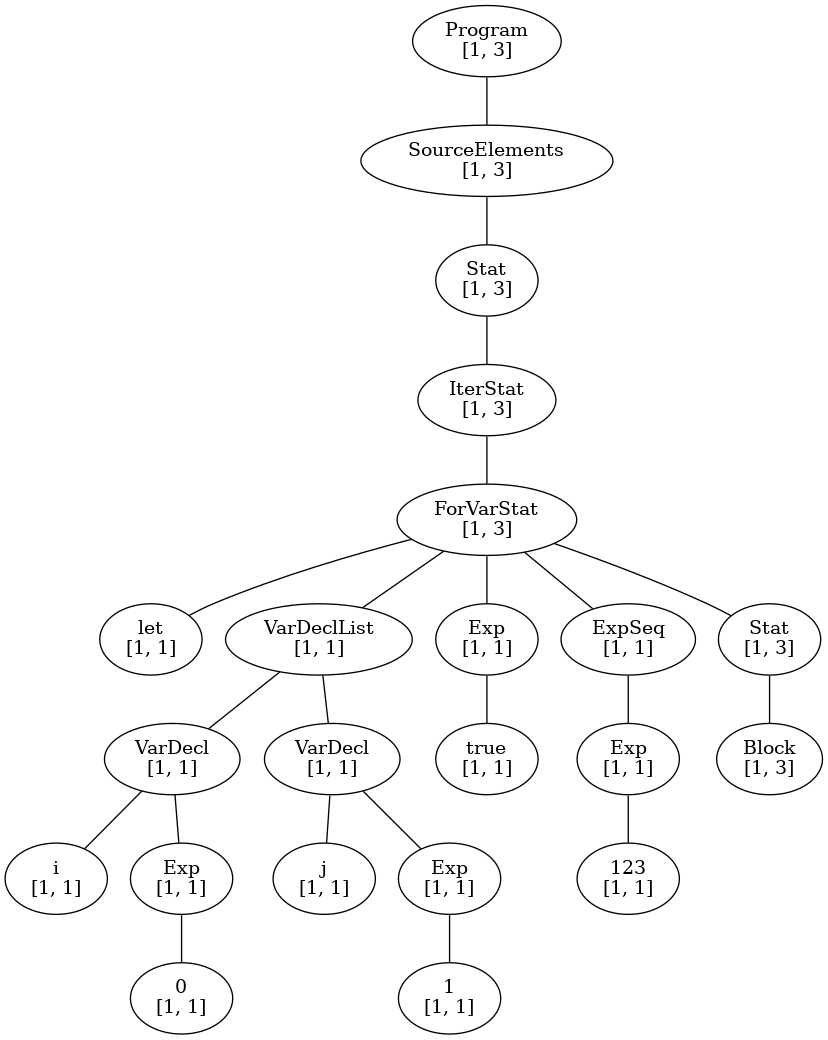 Program
[1, 3]
SourceElements
[1, 3]
Stat
[1, 3]
IterStat
[1, 3]
ForVarStat
[1, 3]
let
[1, 1]
VarDeclList
[1, 1]
Exp
[1, 1]
ExpSeq
[1, 1]
Stat
[1, 3]
VarDecl
[1, 1]
VarDecl
[1, 1]
true
[1, 1]
Exp
[1, 1]
Block
[1, 3]
i
[1, 1]
Exp
[1, 1]
j
[1, 1]
Exp
[1, 1]
123
[1, 1]
0
[1, 1]
1
[1, 1]